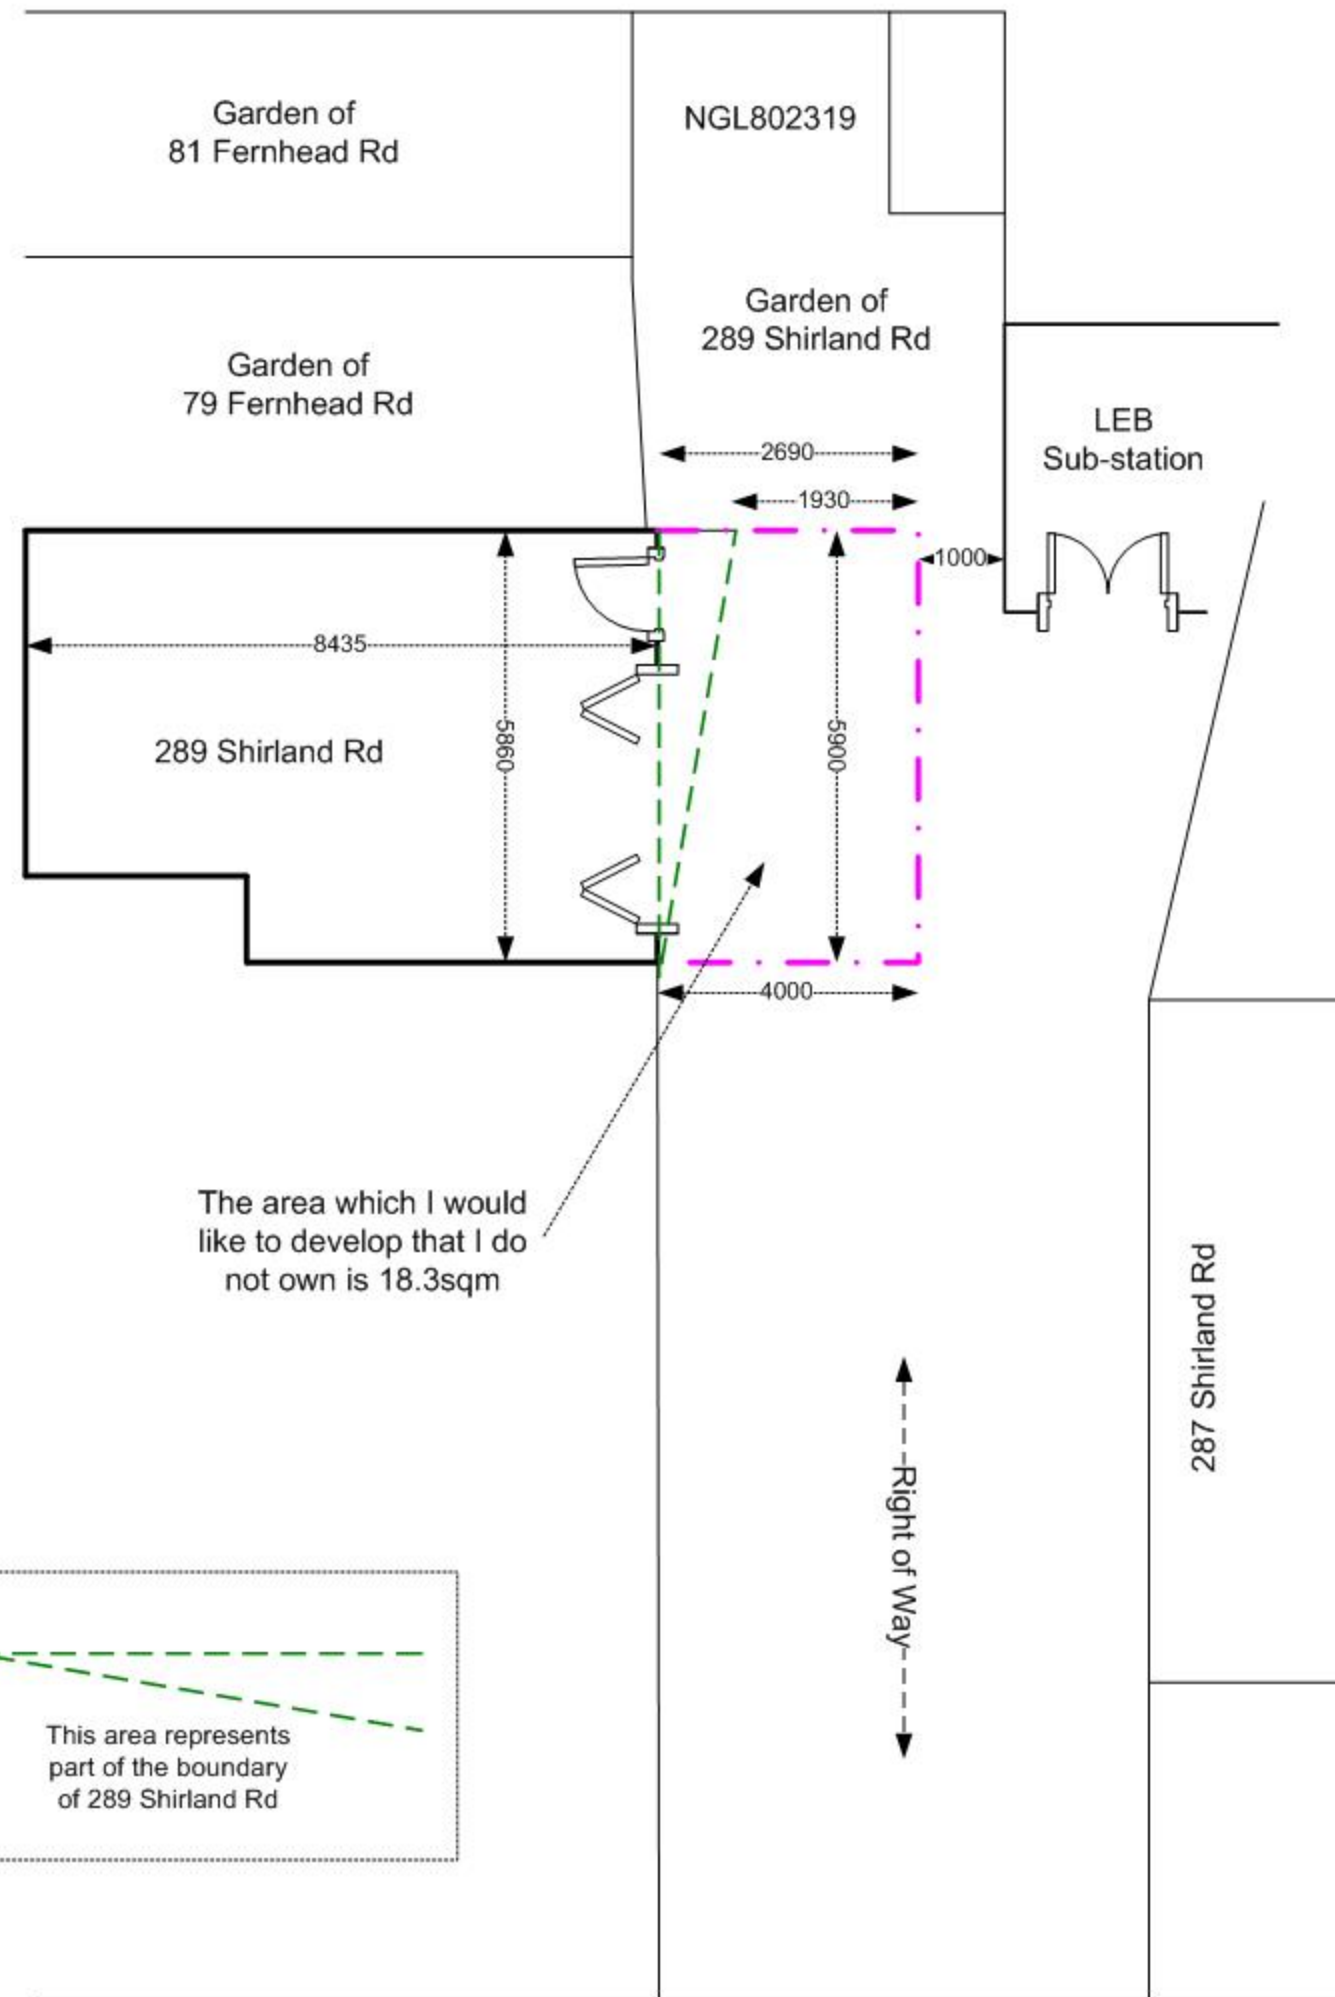 Garden of
81 Fernhead Rd
NGL802319
Garden of
289 Shirland Rd
Garden of
79 Fernhead Rd
LEB
Sub-station
2690
1930
1000
8435
5860
5900
289 Shirland Rd
4000
The area which I would
like to develop that I do
not own is 18.3sqm
287 Shirland Rd
Right of Way
This area represents
part of the boundary
of 289 Shirland Rd